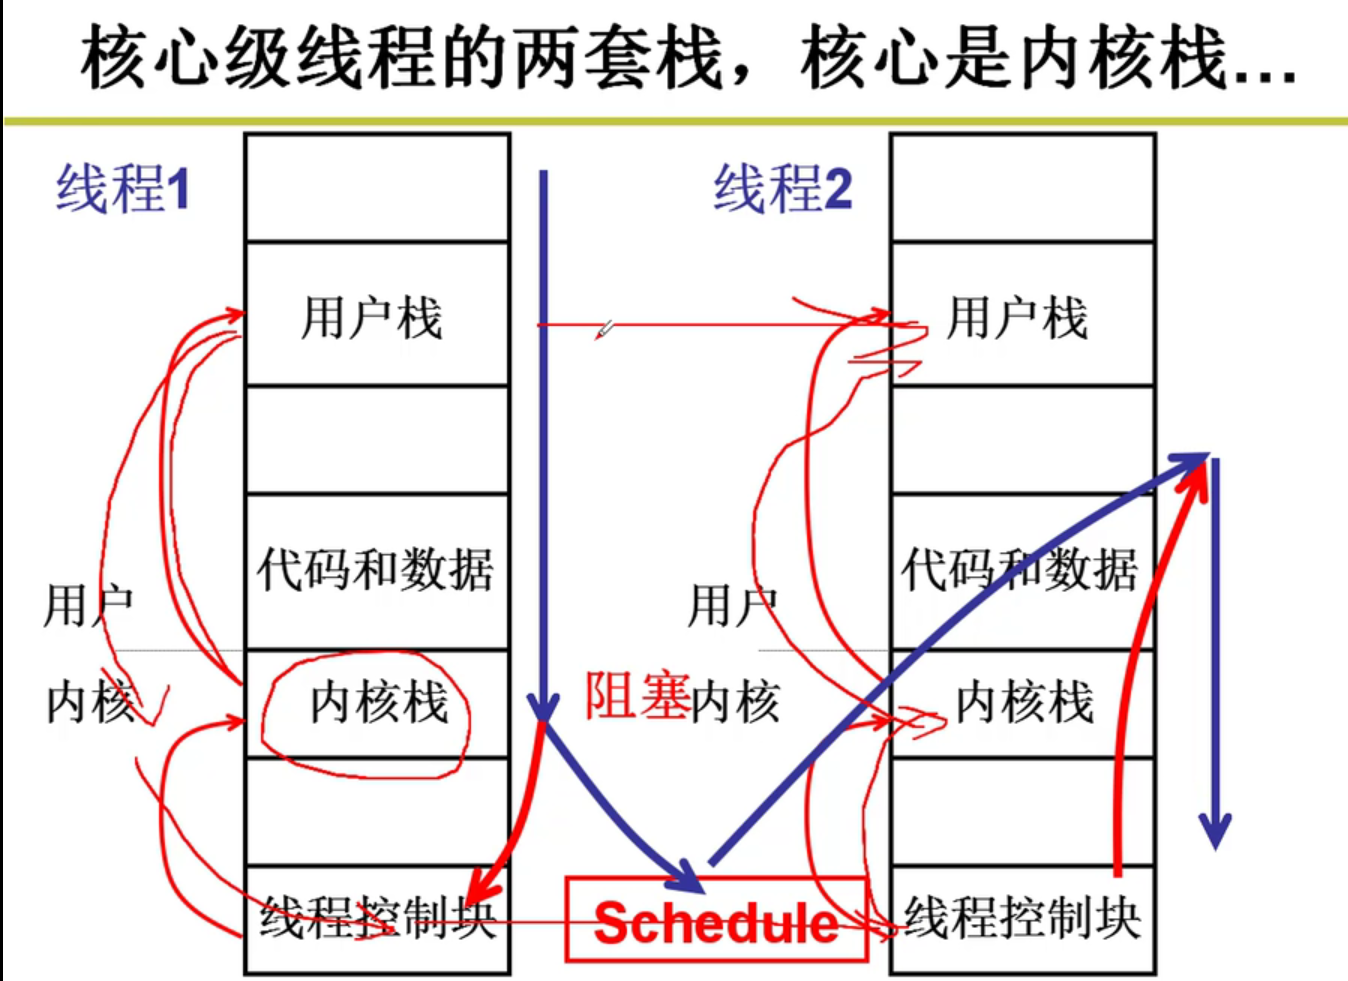 核心级线程的两套栈，核心是内核栈...
线程1
线程2
用户栈
用户栈
代码和数据
代码和数据
用户
用户
内核
内核栈
阻塞
内核
内核栈
线程控制块
Schedule
线程控制块